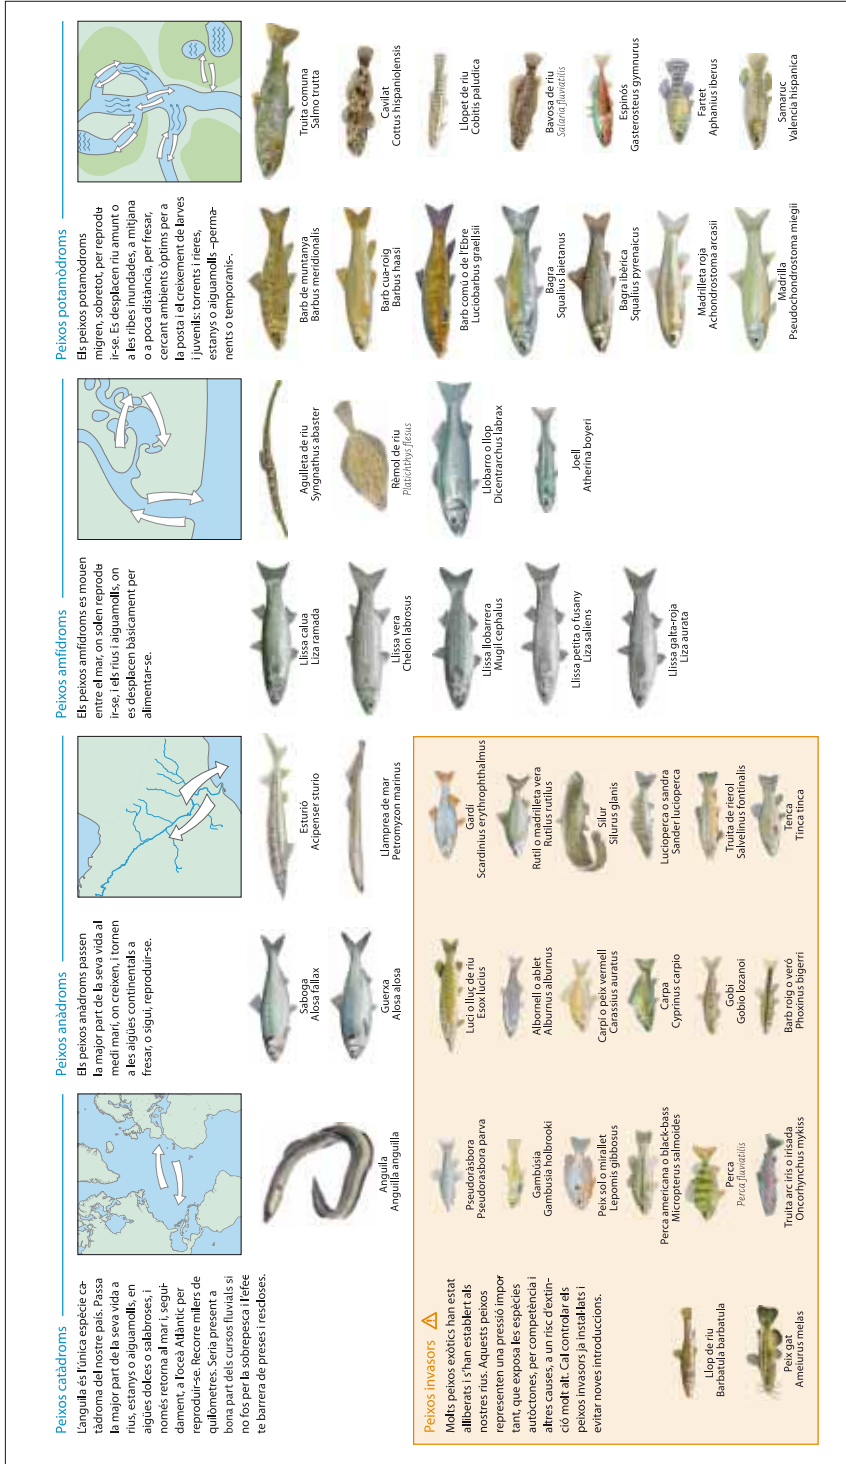 Peixos catàdroms
L'anguila és l'única espècie ca-
tàdroma del nostre país. Passa
la major part de la seva vida a
rius, estanys o aiguamolls, en
aigües dolces o salabroses, i
només retorna al mar i, segui-
dament, a l'oceà Atlàntic per
reproduir-se. Recorre milers de
quilòmetres. Seria present a
bona part dels cursos fluvials si
no fos per la sobrepesca i l'efec
te barrera de preses i rescloses.
Anguila
Anguilla anguilla
Peixos anàdroms
Els peixos anàdroms passen
la major part de la seva vida al
medi marí, on creixen, i tornen
a les aigües continentals a
fresar, o sigui, reproduir-se.
Saboga
Alosa fallax
Guerxa
Alosa alosa
Esturió
Acipenser sturio
Llamprea de mar
Petromyzon marinus
Peixos amfídroms
Els peixos amfídroms es mouen
entre el mar, on solen reprodu
ir-se, i els rius i aiguamolls, on
es desplacen bàsicament per
alimentar-se.
Llissa calua
Liza ramada
Llissa vera
Chelon labrosus
Llissa llobarrera
Mugil cephalus
Llissa petita o fusany
Liza saliens
Llissa galta-roja
Liza aurata
Agulleta de riu
Syngnathus abaster
Rèmol de riu
Platichthys flesus
Llobarro o llop
Dicentrarchus labrax
Joell
Atherina boyeri
Peixos potamòdroms
Els peixos potamòdroms
migren, sobretot, per reprodu
ir-se. Es desplacen riu amunt o
a les ribes inundades, a mitjana
o a poca distància, per fresar,
cercant ambients òptims per a
la posta i el creixement de larves
i juvenils: torrents i rieres,
estanys o aiguamolls –perma-
nents o temporanis-.
Barb de muntanya
Barbus meridionalis
Barb cua-roig
Barbus haasi
Barb comú o de l'Ebre
Luciobarbus graellsii
Bagra
Squalius laietanus
Bagra ibèrica
Squalius pyrenaicus
Madrilleta roja
Achondrostoma arcasii
Madrilla
Pseudochondrostoma miegii
Truita comuna
Salmo trutta
Cavilat
Cottus hispaniolensis
Llopet de riu
Cobitis paludica
Bavosa de riu
Salaria fluviatilis
Espinós
Gasterosteus gymnurus
Fartet
Aphanius iberus
Samaruc
Valencia hispanica
Peixos invasors
Molts peixos exòtics han estat
alliberats i s'han establert als
nostres rius. Aquests peixos
representen una pressió impor
tant, que exposa les espècies
autòctones, per competència i
altres causes, a un risc d'extin-
ció molt alt. Cal controlar els
peixos invasors ja instal·lats i
evitar noves introduccions.
Llop de riu
Barbatula barbatula
Peix gat
Ameiurus melas
Pseudoràsbora
Pseudorasbora parva
Gambúsia
Gambusia holbrooki
Peix sol o mirallet
Lepomis gibbosus
Perca americana o black-bass
Micropterus salmoides
Perca
Perca fluviatilis
Truita arc iris o irisada
Oncorhynchus mykiss
Luci o lluç de riu
Esox lucius
Albornell o ablet
Alburnus alburnus
Carpí o peix vermell
Carassius auratus
Carpa
Cyprinus carpio
Gobi
Gobio lozanoi
Barb roig o veró
Phoxinus bigerri
Gardí
Scardinius erythrophthalmus
Rutil o madrilleta vera
Rutilus rutilus
Silur
Silurus glanis
Lucioperca o sandra
Sander lucioperca
Truita de rierol
Salvelinus fontinalis
Tenca
Tinca tinca